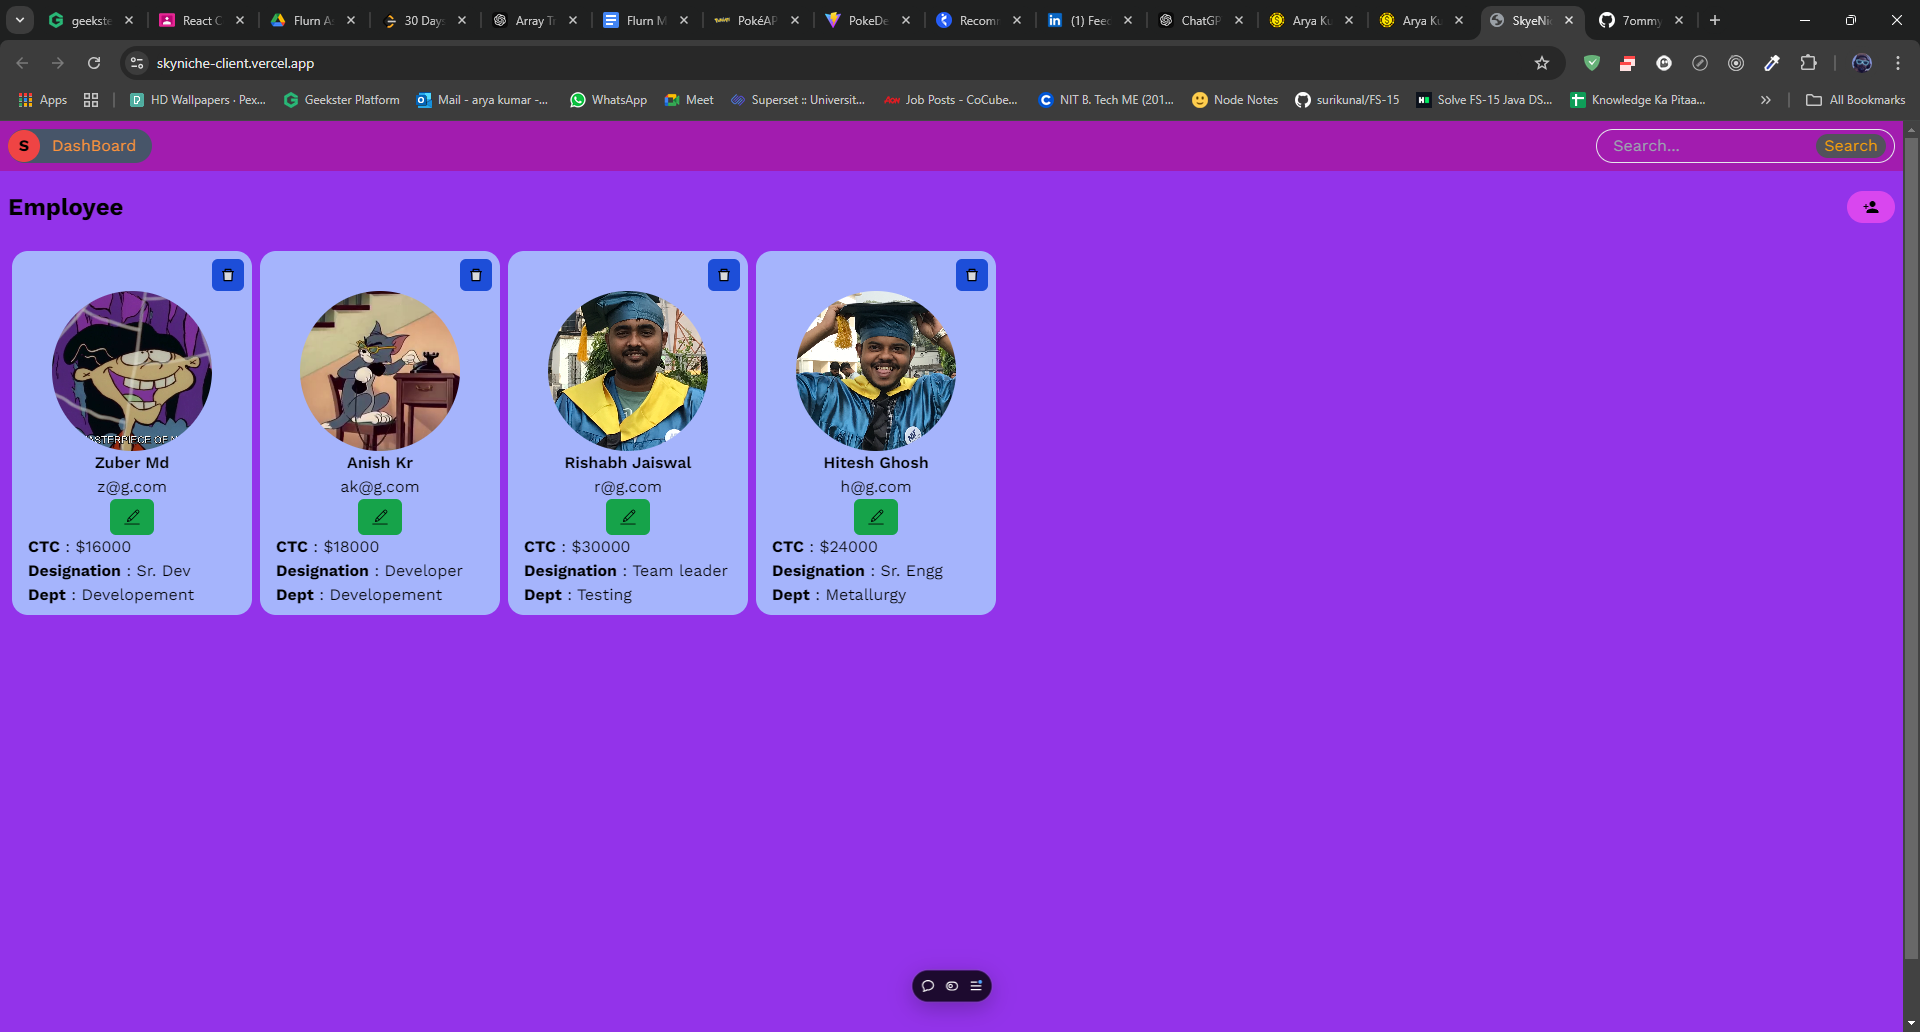 geekste
React C
Flurn As
30 Days
Array Tr
Flurn M
PokéAP
PokeDe
Recomm
(1) Feed
ChatGP
Arya Ku
Arya Ku
SkyeNic
7ommy
skyniche-client.vercel.app
Apps
HD Wallpapers · Pex...
Geekster Platform
Mail - arya kumar -...
WhatsApp
Meet
Superset :: Universit...
Job Posts - CoCube...
NIT B. Tech ME (201...
Node Notes
surikunal/FS-15
Solve FS-15 Java DS...
Knowledge Ka Pitaa...
All Bookmarks
S DashBoard
Search... Search
Employee
Zuber Md
z@g.com
CTC : $16000
Designation : Sr. Dev
Dept : Developement
Anish Kr
ak@g.com
CTC : $18000
Designation : Developer
Dept : Developement
Rishabh Jaiswal
r@g.com
CTC : $30000
Designation : Team leader
Dept : Testing
Hitesh Ghosh
h@g.com
CTC : $24000
Designation : Sr. Engg
Dept : Metallurgy